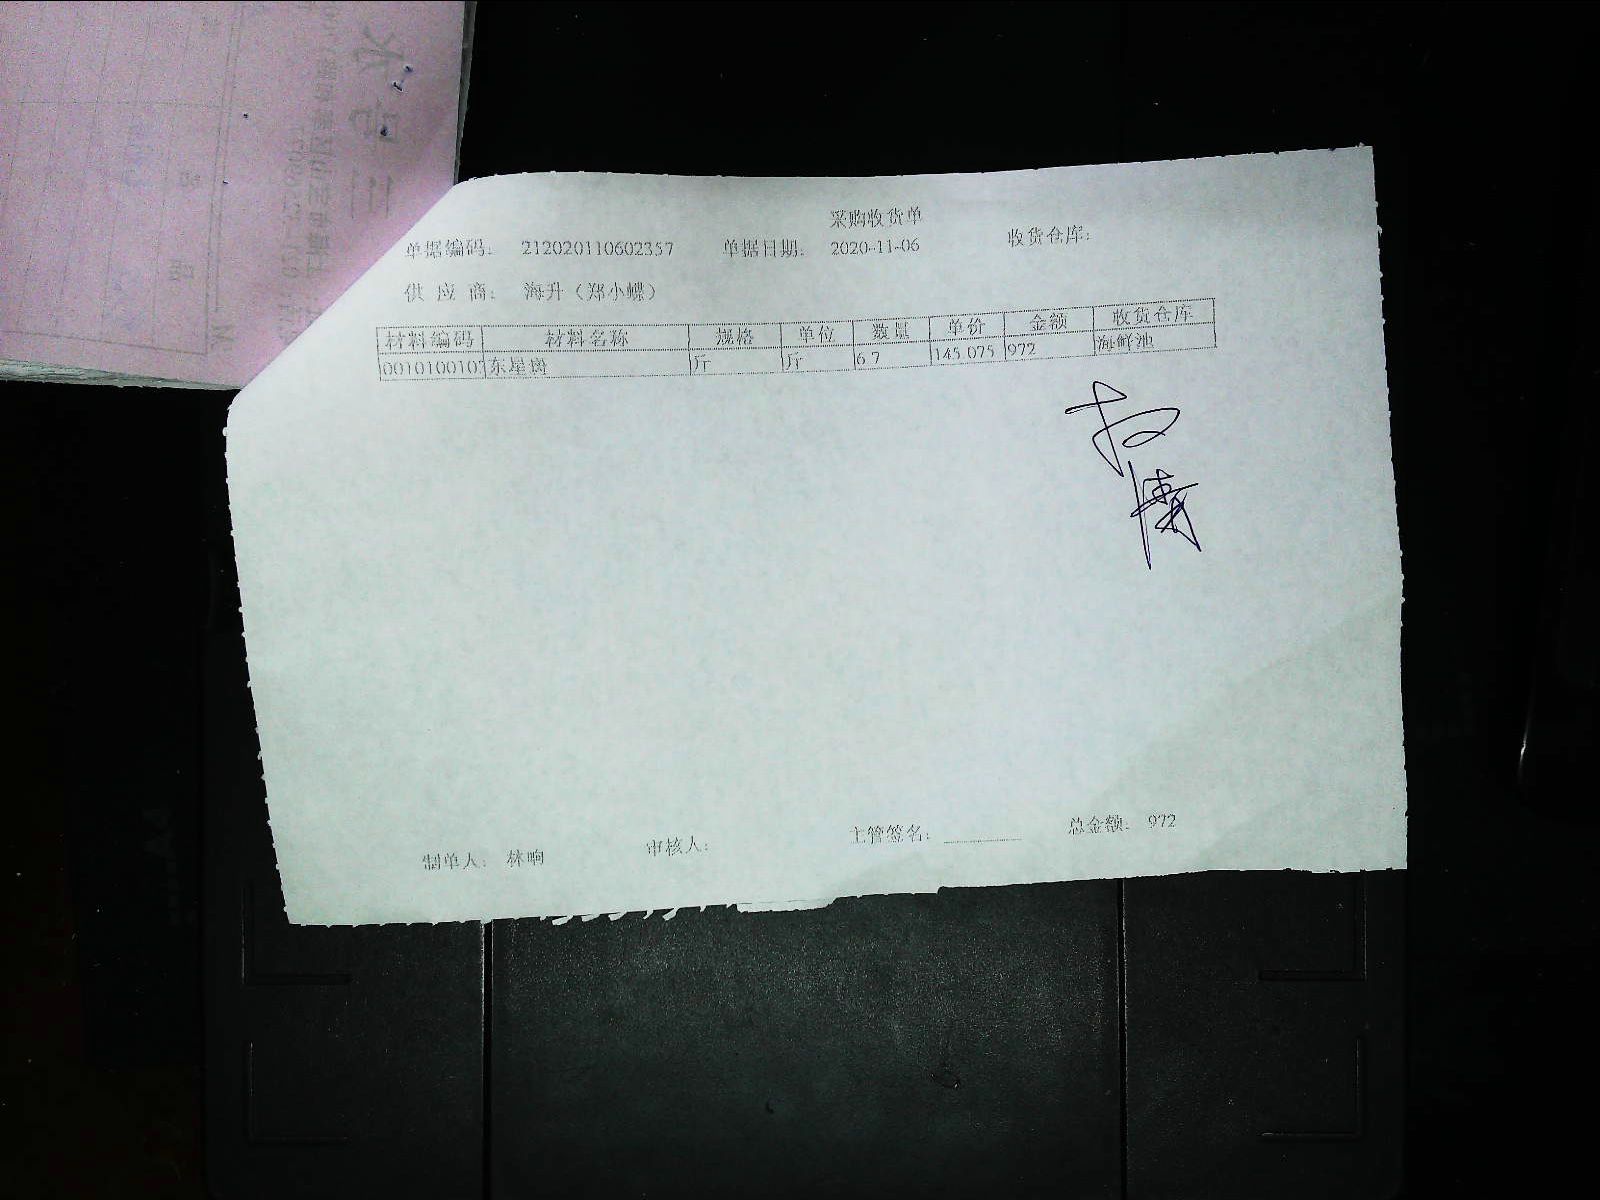 采购收货单
单据编码: 212020110602357 单据日期: 2020-11-06 收货仓库:
供 应 商: 海升（郑小蝶）
材料编码 材料名称 规格 单位 数量 单价 金额 收货仓库
001010010 东星斑 斤 斤 6.7 145.075 972 海鲜池
制单人: 林响 审核人: 主管签名: 总金额: 972